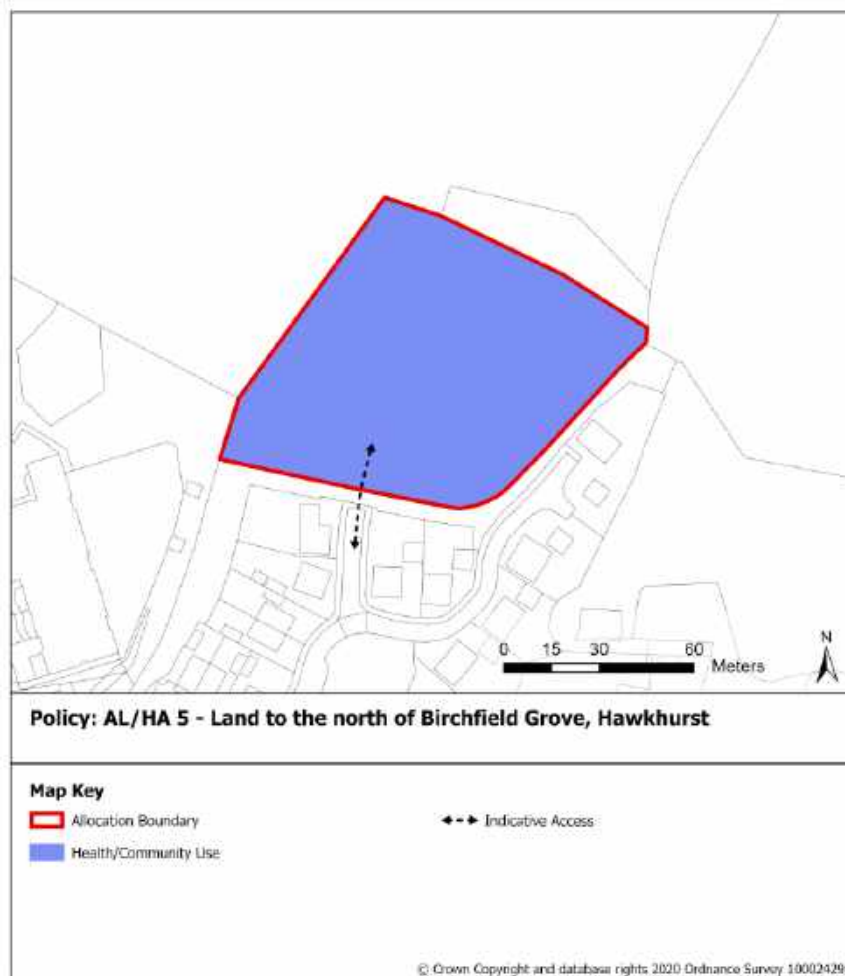 N
0 15 30 60
Meters
Policy: AL/HA 5 - Land to the north of Birchfield Grove, Hawkhurst
Map Key
Allocation Boundary
Indicative Access
Health/Community Use
© Crown Copyright and database rights 2020 Ordnance Survey 10002429